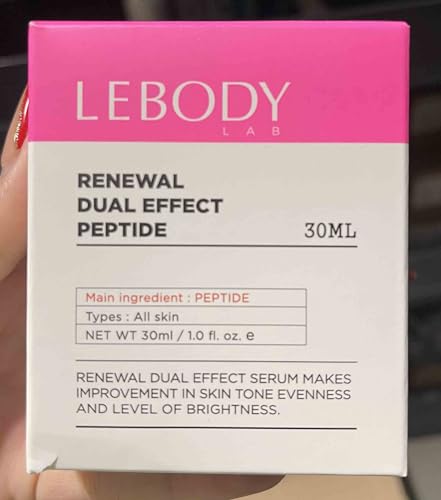 LEBODY
LAB
RENEWAL
DUAL EFFECT
PEPTIDE 30ML
Main ingredient : PEPTIDE
Types : All skin
NET WT 30ml / 1.0 fl. oz. e
RENEWAL DUAL EFFECT SERUM MAKES
IMPROVEMENT IN SKIN TONE EVENNESS
AND LEVEL OF BRIGHTNESS.